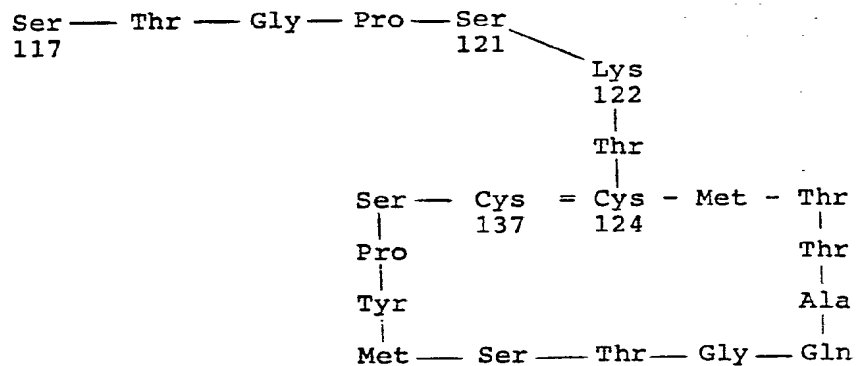 Ser — Thr — Gly — Pro — Ser
117 121
Lys
122
Thr
Ser — Cys = Cys - Met - Thr
137 124
Pro Thr
Tyr Ala
Met — Ser — Thr — Gly — Gln